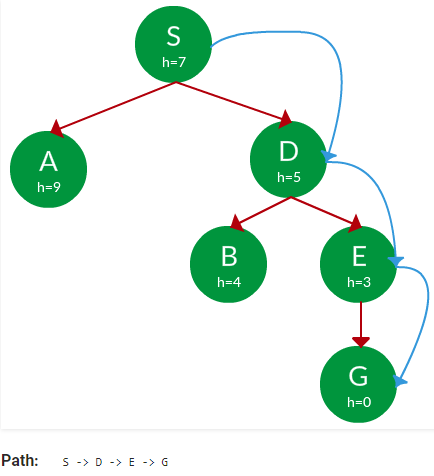 S
h=7
A
h=9
D
h=5
B
h=4
E
h=3
G
h=0
Path: S -> D -> E -> G